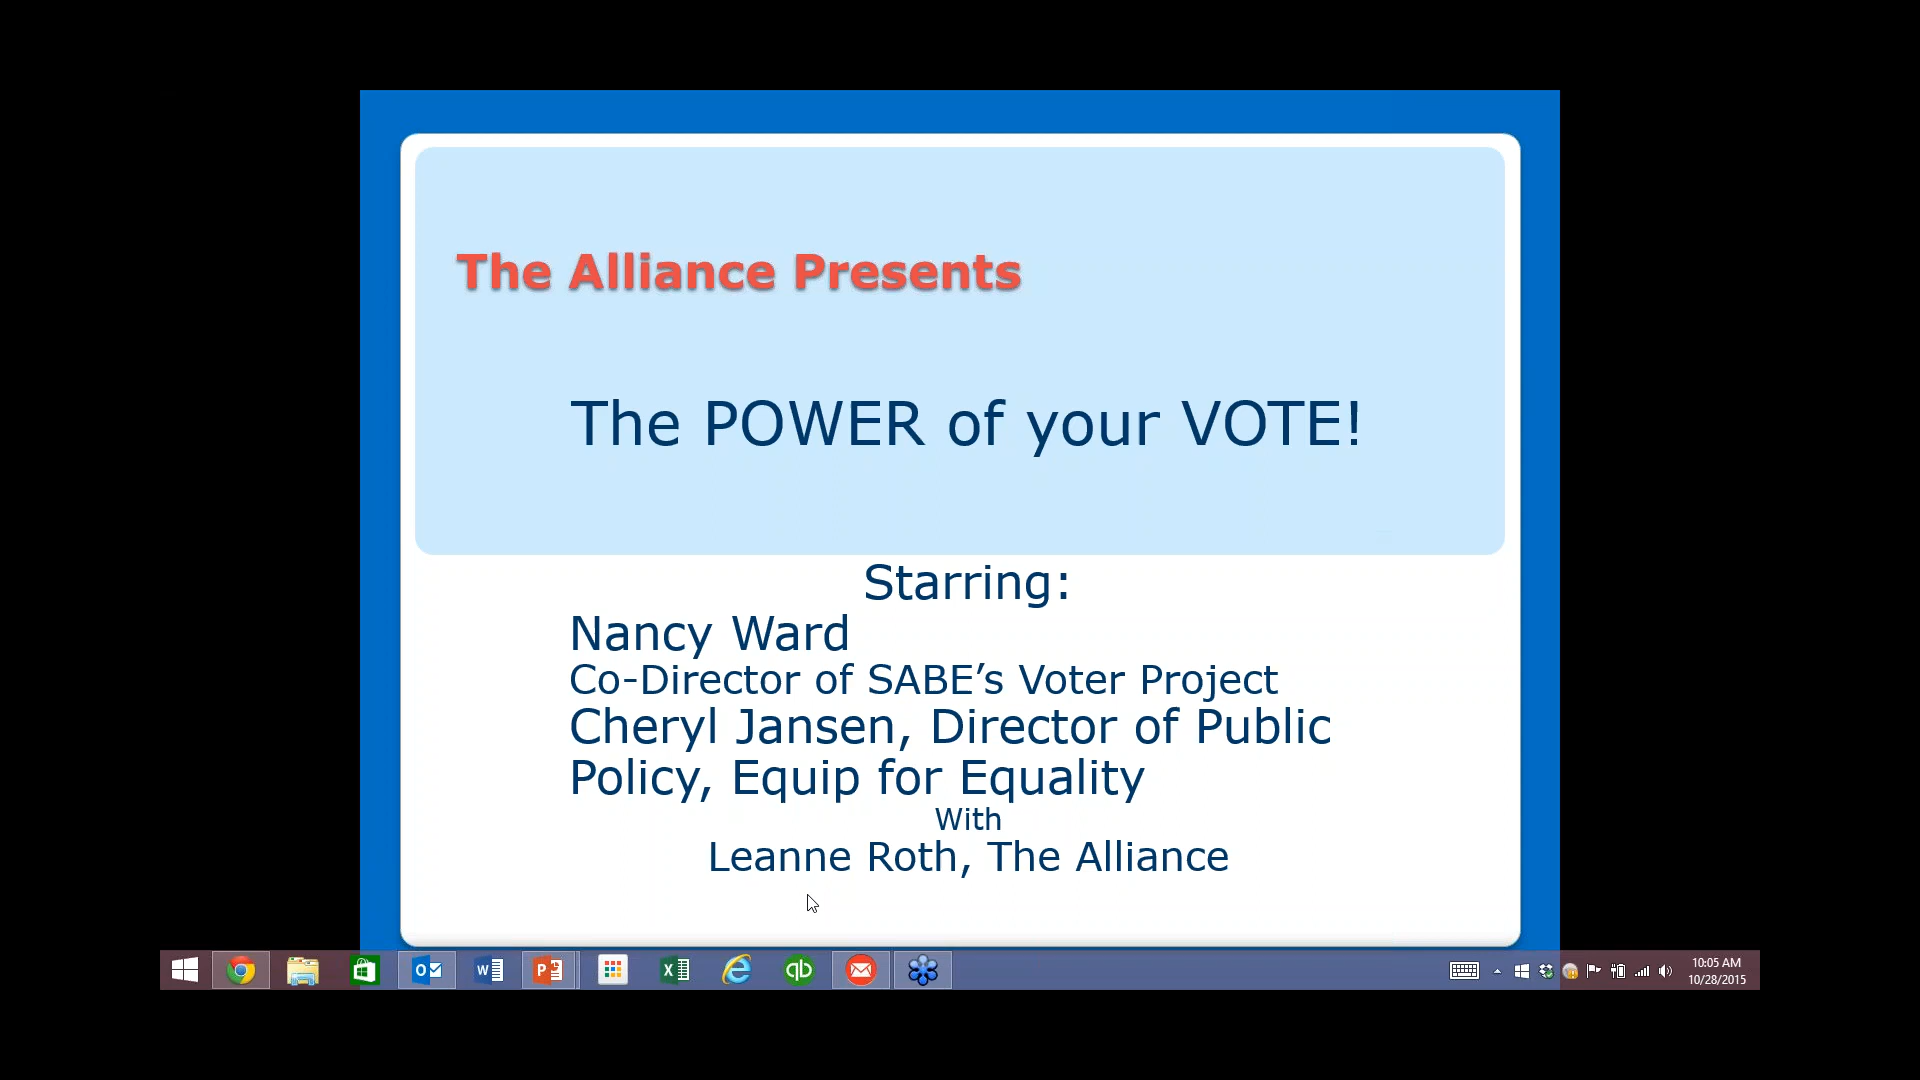 The Alliance Presents
The POWER of your VOTE!
Starring:
Nancy Ward
Co-Director of SABE’s Voter Project
Cheryl Jansen, Director of Public
Policy, Equip for Equality
With
Leanne Roth, The Alliance
10:05 AM
10/28/2015